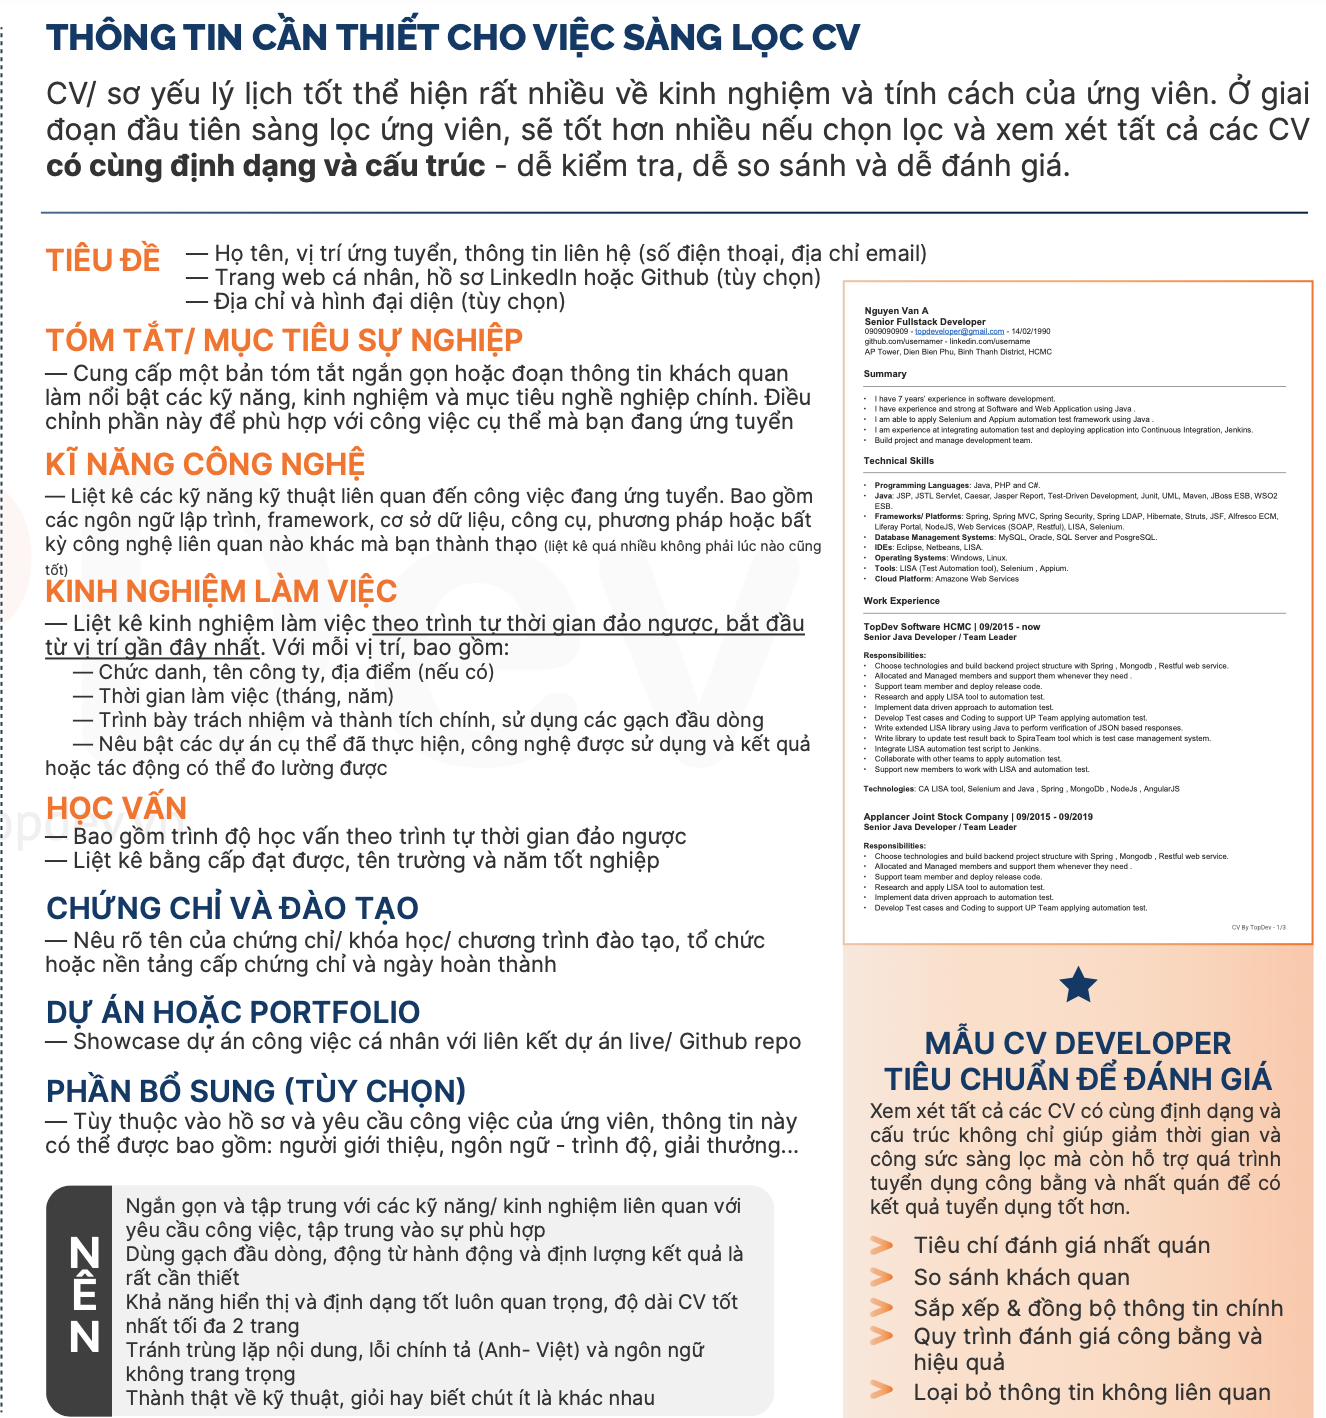 THÔNG TIN CẦN THIẾT CHO VIỆC SÀNG LỌC CV
CV/ sơ yếu lý lịch tốt thể hiện rất nhiều về kinh nghiệm và tính cách của ứng viên. Ở giai
đoạn đầu tiên sàng lọc ứng viên, sẽ tốt hơn nhiều nếu chọn lọc và xem xét tất cả các CV
có cùng định dạng và cấu trúc - dễ kiểm tra, dễ so sánh và dễ đánh giá.
TIÊU ĐỀ
— Họ tên, vị trí ứng tuyển, thông tin liên hệ (số điện thoại, địa chỉ email)
— Trang web cá nhân, hồ sơ LinkedIn hoặc Github (tùy chọn)
— Địa chỉ và hình đại diện (tùy chọn)
TÓM TẮT/ MỤC TIÊU SỰ NGHIỆP
— Cung cấp một bản tóm tắt ngắn gọn hoặc đoạn thông tin khách quan
làm nổi bật các kỹ năng, kinh nghiệm và mục tiêu nghề nghiệp chính. Điều
chỉnh phần này để phù hợp với công việc cụ thể mà bạn đang ứng tuyển
KĨ NĂNG CÔNG NGHỆ
— Liệt kê các kỹ năng kỹ thuật liên quan đến công việc đang ứng tuyển. Bao gồm
các ngôn ngữ lập trình, framework, cơ sở dữ liệu, công cụ, phương pháp hoặc bất
kỳ công nghệ liên quan nào khác mà bạn thành thạo (liệt kê quá nhiều không phải lúc nào cũng
tốt)
KINH NGHIỆM LÀM VIỆC
— Liệt kê kinh nghiệm làm việc theo trình tự thời gian đảo ngược, bắt đầu
từ vị trí gần đây nhất. Với mỗi vị trí, bao gồm:
— Chức danh, tên công ty, địa điểm (nếu có)
— Thời gian làm việc (tháng, năm)
— Trình bày trách nhiệm và thành tích chính, sử dụng các gạch đầu dòng
— Nêu bật các dự án cụ thể đã thực hiện, công nghệ được sử dụng và kết quả
hoặc tác động có thể đo lường được
HỌC VẤN
— Bao gồm trình độ học vấn theo trình tự thời gian đảo ngược
— Liệt kê bằng cấp đạt được, tên trường và năm tốt nghiệp
CHỨNG CHỈ VÀ ĐÀO TẠO
— Nêu rõ tên của chứng chỉ/ khóa học/ chương trình đào tạo, tổ chức
hoặc nền tảng cấp chứng chỉ và ngày hoàn thành
DỰ ÁN HOẶC PORTFOLIO
— Showcase dự án công việc cá nhân với liên kết dự án live/ Github repo
PHẦN BỔ SUNG (TÙY CHỌN)
— Tùy thuộc vào hồ sơ và yêu cầu công việc của ứng viên, thông tin này
có thể được bao gồm: người giới thiệu, ngôn ngữ - trình độ, giải thưởng...
NÊN
Ngắn gọn và tập trung với các kỹ năng/ kinh nghiệm liên quan với
yêu cầu công việc, tập trung vào sự phù hợp
Dùng gạch đầu dòng, động từ hành động và định lượng kết quả là
rất cần thiết
Khả năng hiển thị và định dạng tốt luôn quan trọng, độ dài CV tốt
nhất tối đa 2 trang
Tránh trùng lặp nội dung, lỗi chính tả (Anh- Việt) và ngôn ngữ
không trang trọng
Thành thật về kỹ thuật, giỏi hay biết chút ít là khác nhau
Nguyen Van A
Senior Fullstack Developer
0909090909 - topdeveloper@gmail.com - 14/02/1990
github.com/usernamer - linkedin.com/username
AP Tower, Dien Bien Phu, Binh Thanh District, HCMC
Summary
• I have 7 years' experience in software development.
• I have experience and strong at Software and Web Application using Java .
• I am able to apply Selenium and Appium automation test framework using Java .
• I am experience at integrating automation test and deploying application into Continuous Integration, Jenkins.
• Build project and manage development team.
Technical Skills
• Programming Languages: Java, PHP and C#.
• Java: JSP, JSTL Servlet, Caesar, Jasper Report, Test-Driven Development, Junit, UML, Maven, JBoss ESB, WSO2
ESB.
• Frameworks/ Platforms: Spring, Spring MVC, Spring Security, Spring LDAP, Hibernate, Struts, JSF, Alfresco ECM,
Liferay Portal, NodeJS, Web Services (SOAP, Restful), LISA, Selenium.
• Database Management Systems: MySQL, Oracle, SQL Server and PosgreSQL.
• IDEs: Eclipse, Netbeans, LISA.
• Operating Systems: Windows, Linux.
• Tools: LISA (Test Automation tool), Selenium , Appium.
• Cloud Platform: Amazone Web Services
Work Experience
TopDev Software HCMC | 09/2015 - now
Senior Java Developer / Team Leader
Responsibilities:
• Choose technologies and build backend project structure with Spring , Mongodb , Restful web service.
• Allocated and Managed members and support them whenever they need .
• Support team member and deploy release code.
• Research and apply LISA tool to automation test.
• Implement data driven approach to automation test.
• Develop Test cases and Coding to support UP Team applying automation test.
• Write extended LISA library using Java to perform verification of JSON based responses.
• Write library to update test result back to SpiraTeam tool which is test case management system.
• Integrate LISA automation test script to Jenkins.
• Collaborate with other teams to apply automation test.
• Support new members to work with LISA and automation test.
Technologies: CA LISA tool, Selenium and Java , Spring , MongoDb , NodeJs , AngularJS
Applancer Joint Stock Company | 09/2015 - 09/2019
Senior Java Developer / Team Leader
Responsibilities:
• Choose technologies and build backend project structure with Spring , Mongodb , Restful web service.
• Allocated and Managed members and support them whenever they need .
• Support team member and deploy release code.
• Research and apply LISA tool to automation test.
• Implement data driven approach to automation test.
• Develop Test cases and Coding to support UP Team applying automation test.
CV By TopDev - 1/3
MẪU CV DEVELOPER
TIÊU CHUẨN ĐỂ ĐÁNH GIÁ
Xem xét tất cả các CV có cùng định dạng và
cấu trúc không chỉ giúp giảm thời gian và
công sức sàng lọc mà còn hỗ trợ quá trình
tuyển dụng công bằng và nhất quán để có
kết quả tuyển dụng tốt hơn.
Tiêu chí đánh giá nhất quán
So sánh khách quan
Sắp xếp & đồng bộ thông tin chính
Quy trình đánh giá công bằng và
hiệu quả
Loại bỏ thông tin không liên quan